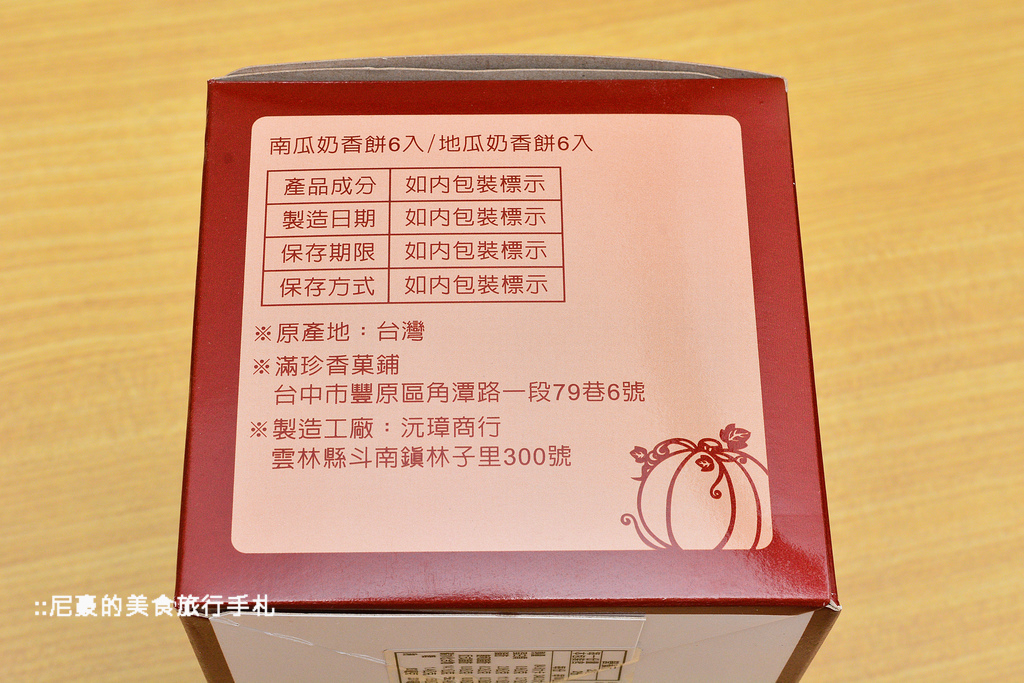 南瓜奶香餅6入/地瓜奶香餅6入
產品成分 如內包裝標示
製造日期 如內包裝標示
保存期限 如內包裝標示
保存方式 如內包裝標示
※原產地：台灣
※滿珍香菓鋪
台中市豐原區角潭路一段79巷6號
※製造工廠：沅璋商行
雲林縣斗南鎮林子里300號
::尼豪的美食旅行手札